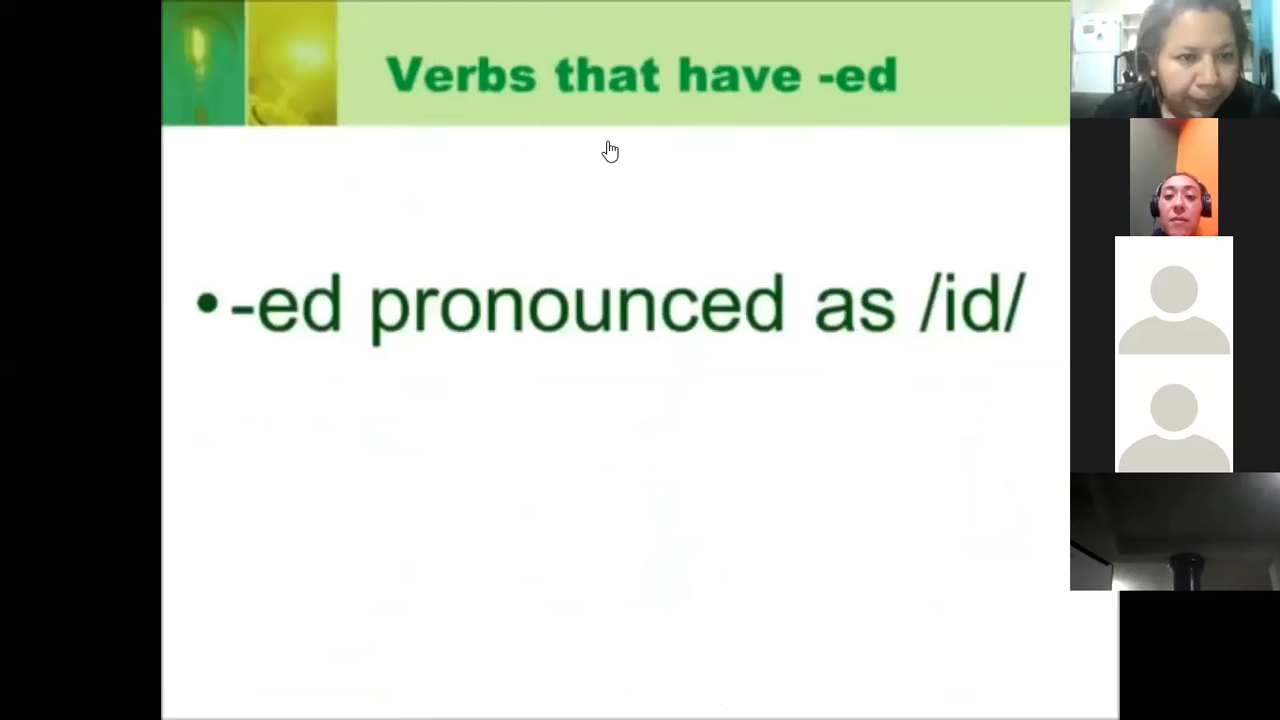 Verbs that have -ed
•-ed pronounced as /id/